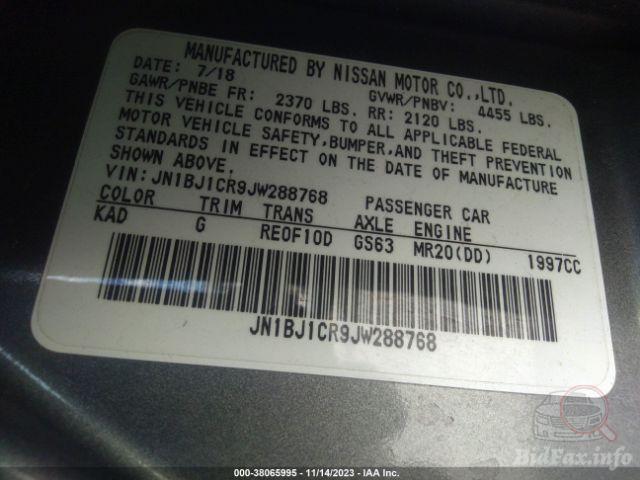 MANUFACTURED BY NISSAN MOTOR CO.,LTD.
DATE: 7/18 GVWR/PNBV: 4455 LBS.
GAWR/PNBE FR: 2370 LBS. RR: 2120 LBS.
THIS VEHICLE CONFORMS TO ALL APPLICABLE FEDERAL
MOTOR VEHICLE SAFETY,BUMPER,AND THEFT PREVENTION
STANDARDS IN EFFECT ON THE DATE OF MANUFACTURE
SHOWN ABOVE.
VIN: JN1BJ1CR9JW288768 PASSENGER CAR
COLOR TRIM TRANS AXLE ENGINE
KAD G RE0F10D GS63 MR20(DD) 1997CC
JN1BJ1CR9JW288768
BidFax.info
000-38065995 - 11/14/2023 - IAA Inc.